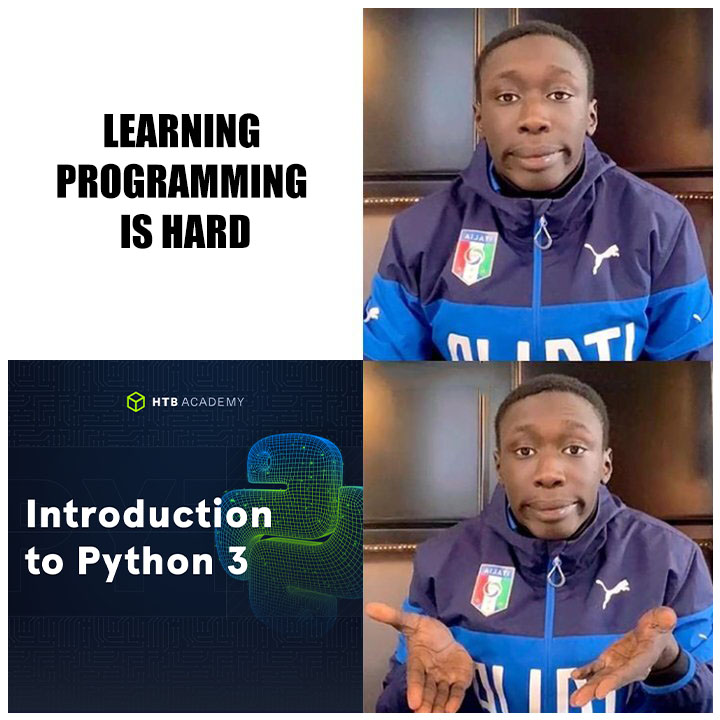 LEARNING
PROGRAMMING
IS HARD
HTB ACADEMY
Introduction
to Python 3